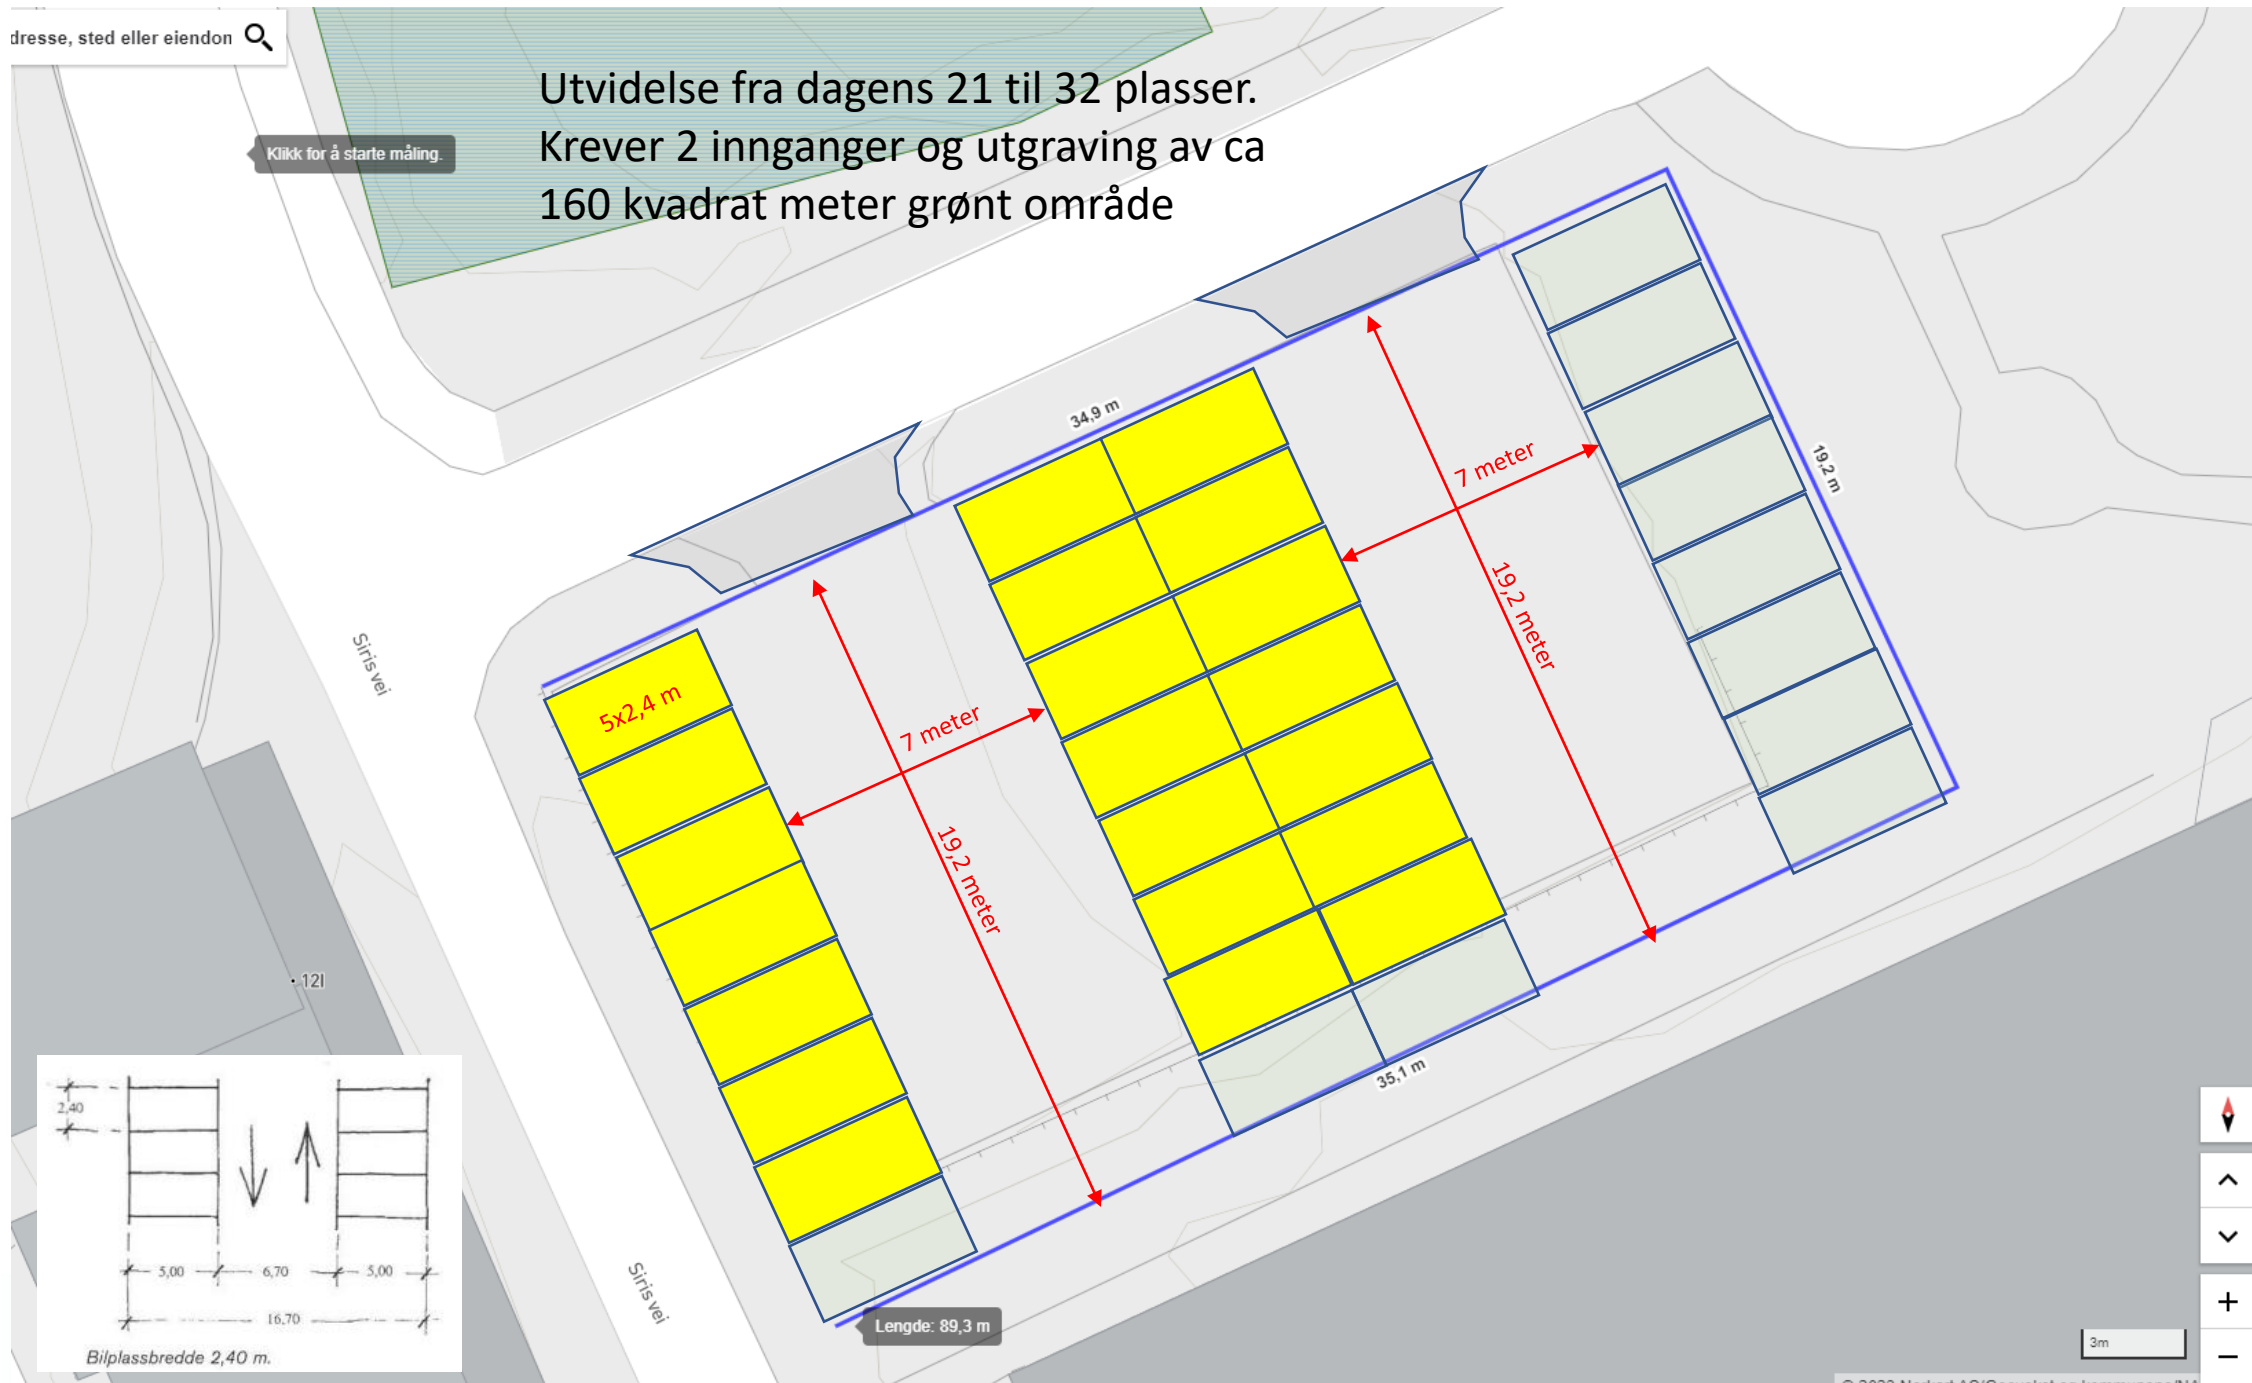 dresse, sted eller eiendon
Utvidelse fra dagens 21 til 32 plasser.
Krever 2 innganger og utgraving av ca
160 kvadrat meter grønt område
Klikk for å starte måling.
34,9 m
19,2 m
7 meter
19,2 meter
Siris vei
5x2,4 m
7 meter
19,2 meter
12I
35,1 m
Siris vei
Lengde: 89,3 m
2,40
5,00 6,70 5,00
16,70
Bilplassbredde 2,40 m.
3m